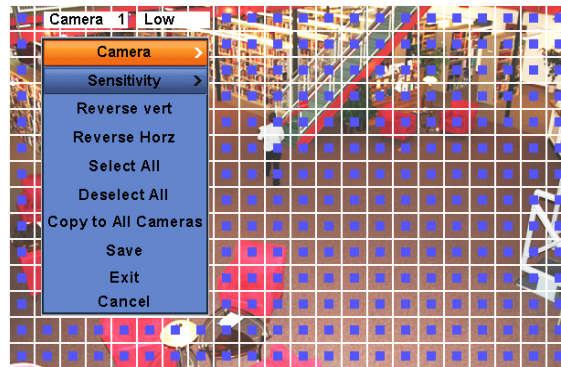 Camera 1 Low
Camera >
Sensitivity >
Reverse vert
Reverse Horz
Select All
Deselect All
Copy to All Cameras
Save
Exit
Cancel